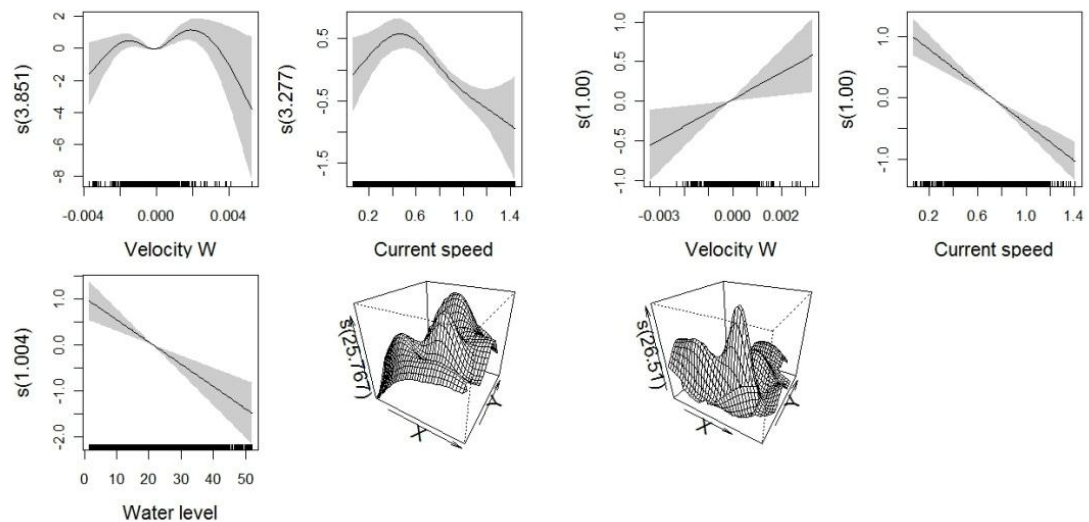 s(3.851)
2
0
-2
-4
-6
-8
-0.004 0.000 0.004
Velocity W
s(3.277)
0.5
-0.5
-1.5
0.2 0.6 1.0 1.4
Current speed
s(1.00)
1.0
0.5
0.0
-0.5
-1.0
-0.003 0.000 0.002
Velocity W
s(1.00)
1.0
0.0
-1.0
0.2 0.6 1.0 1.4
Current speed
s(1.004)
1.0
0.0
-1.0
-2.0
0 10 20 30 40 50
Water level
s(25.767)
X
Y
s(26.51)
X
Y